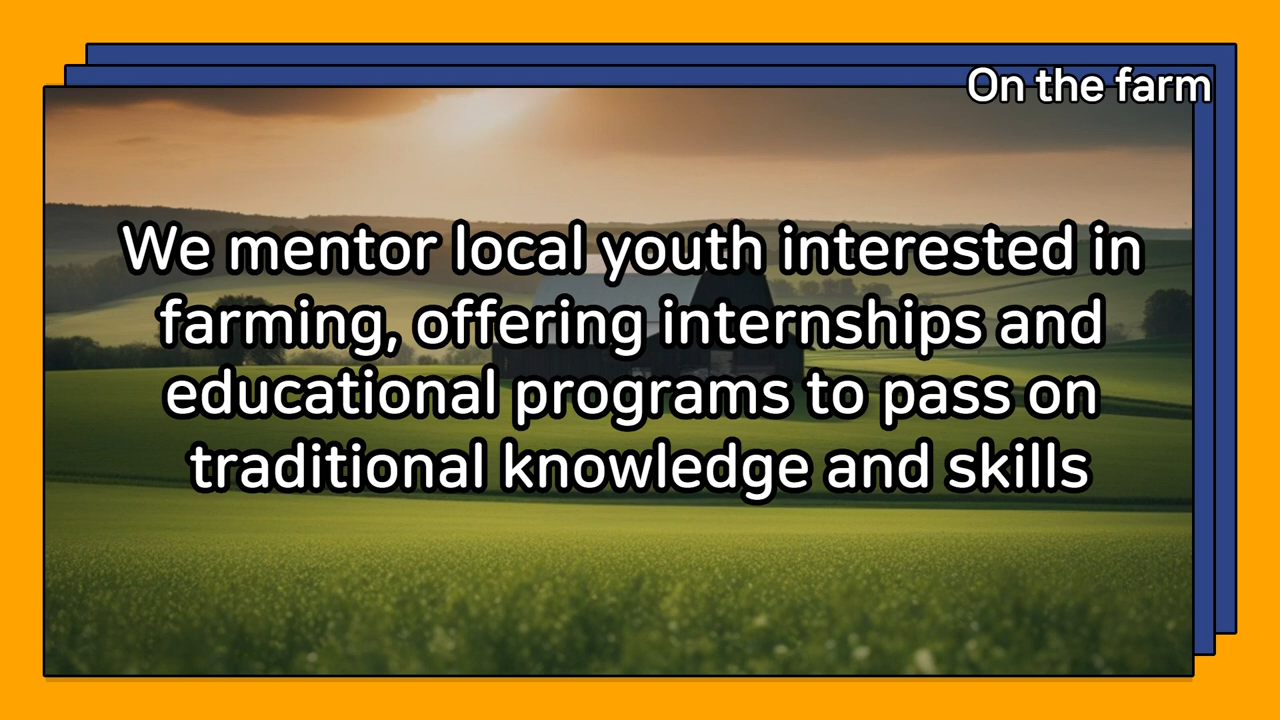 On the farm
We mentor local youth interested in
farming, offering internships and
educational programs to pass on
traditional knowledge and skills